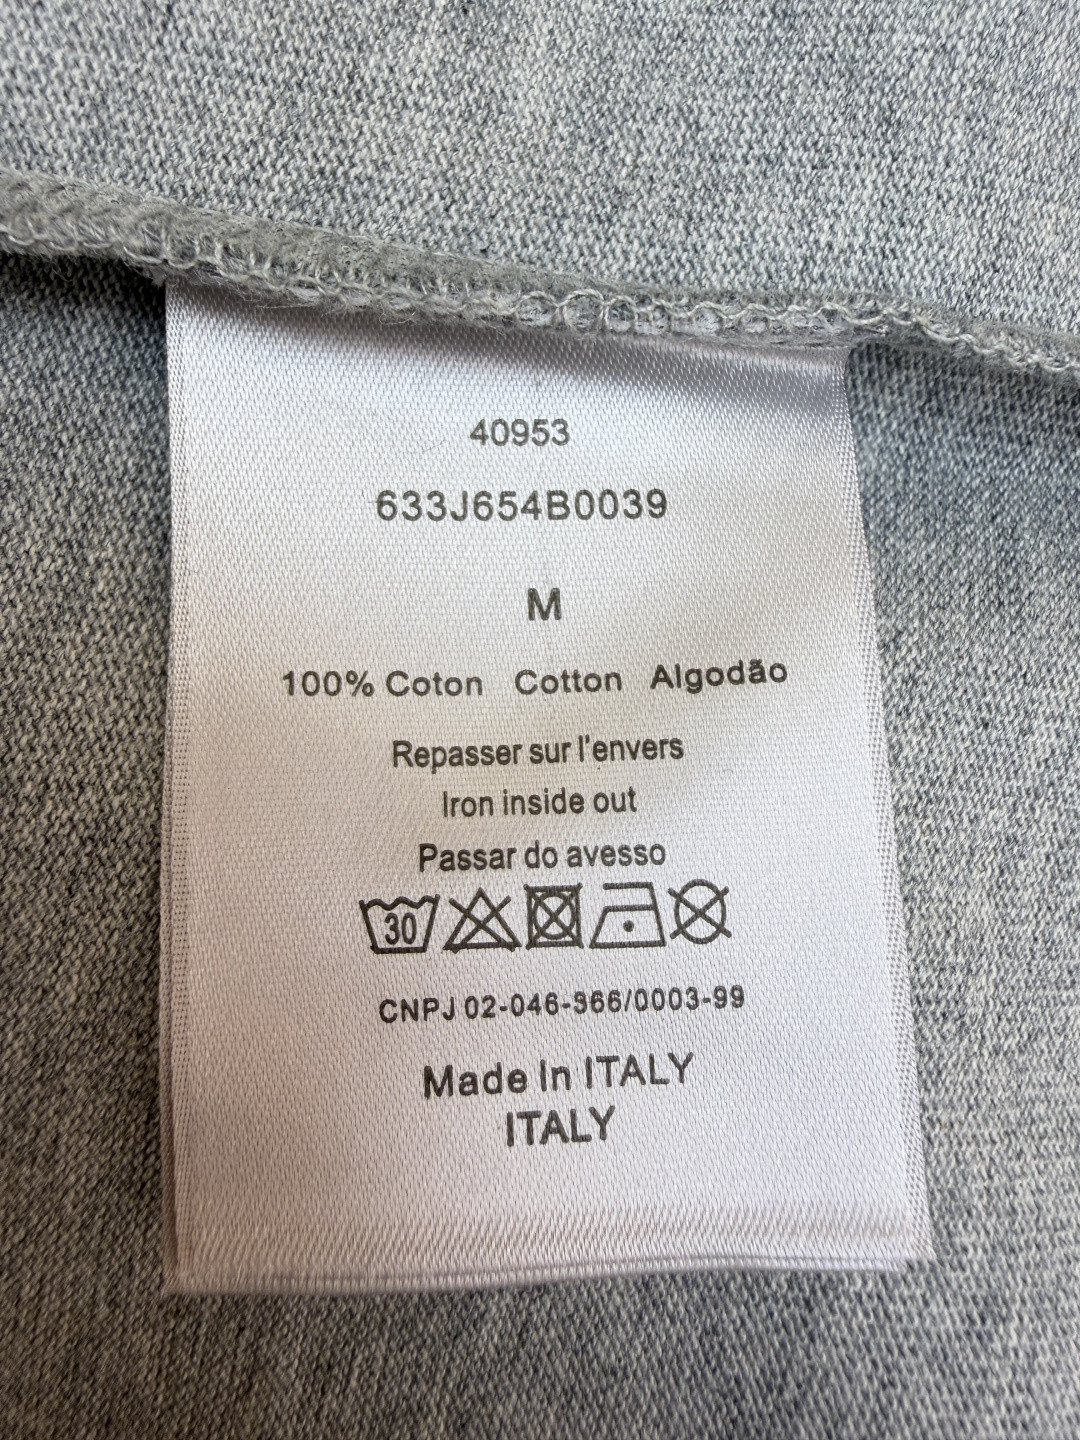 40953
633J654B0039
M
100% Coton Cotton Algodão
Repasser sur l'envers
Iron inside out
Passar do avesso
30
CNPJ 02-046-966/0003-99
Made In ITALY
ITALY